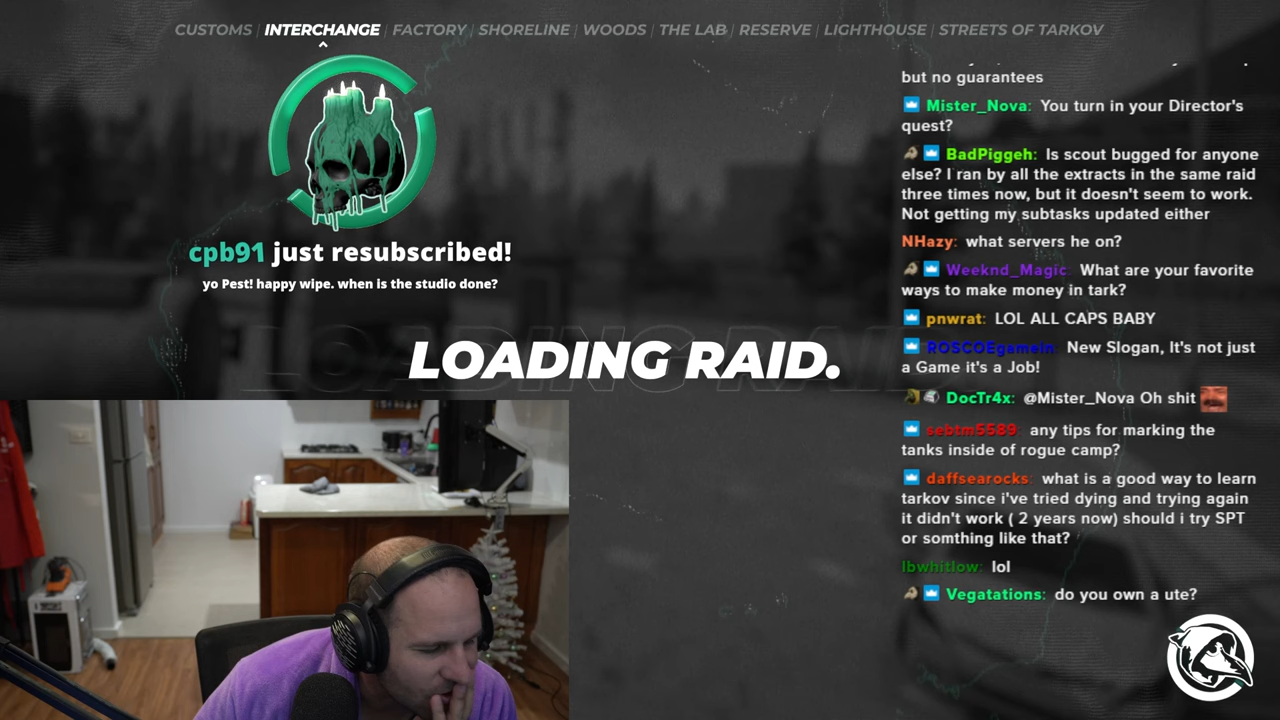 CUSTOMS | INTERCHANGE | FACTORY | SHORELINE | WOODS | THE LAB | RESERVE | LIGHTHOUSE | STREETS OF TARKOV
cpb91 just resubscribed!
yo Pest! happy wipe. when is the studio done?
LOADING RAID.
but no guarantees
Mister_Nova: You turn in your Director's
quest?
BadPiggeh: Is scout bugged for anyone
else? I ran by all the extracts in the same raid
three times now, but it doesn't seem to work.
Not getting my subtasks updated either
NHazy: what servers he on?
Weeknd_Magic: What are your favorite
ways to make money in tark?
pnwrat: LOL ALL CAPS BABY
ROSCOEgamein: New Slogan, It's not just
a Game it's a Job!
DocTr4x: @Mister_Nova Oh shit
sebtm5589: any tips for marking the
tanks inside of rogue camp?
daffsearocks: what is a good way to learn
tarkov since i've tried dying and trying again
it didn't work ( 2 years now) should i try SPT
or somthing like that?
lbwhitlow: lol
Vegatations: do you own a ute?